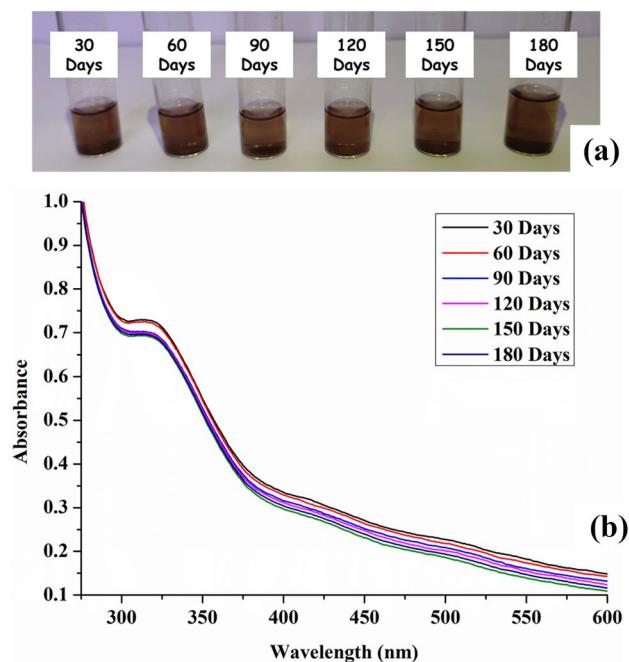 30 Days
60 Days
90 Days
120 Days
150 Days
180 Days
(a)
1.0
0.9
0.8
0.7
0.6
0.5
0.4
0.3
0.2
0.1
Absorbance
30 Days
60 Days
90 Days
120 Days
150 Days
180 Days
(b)
300 350 400 450 500 550 600
Wavelength (nm)